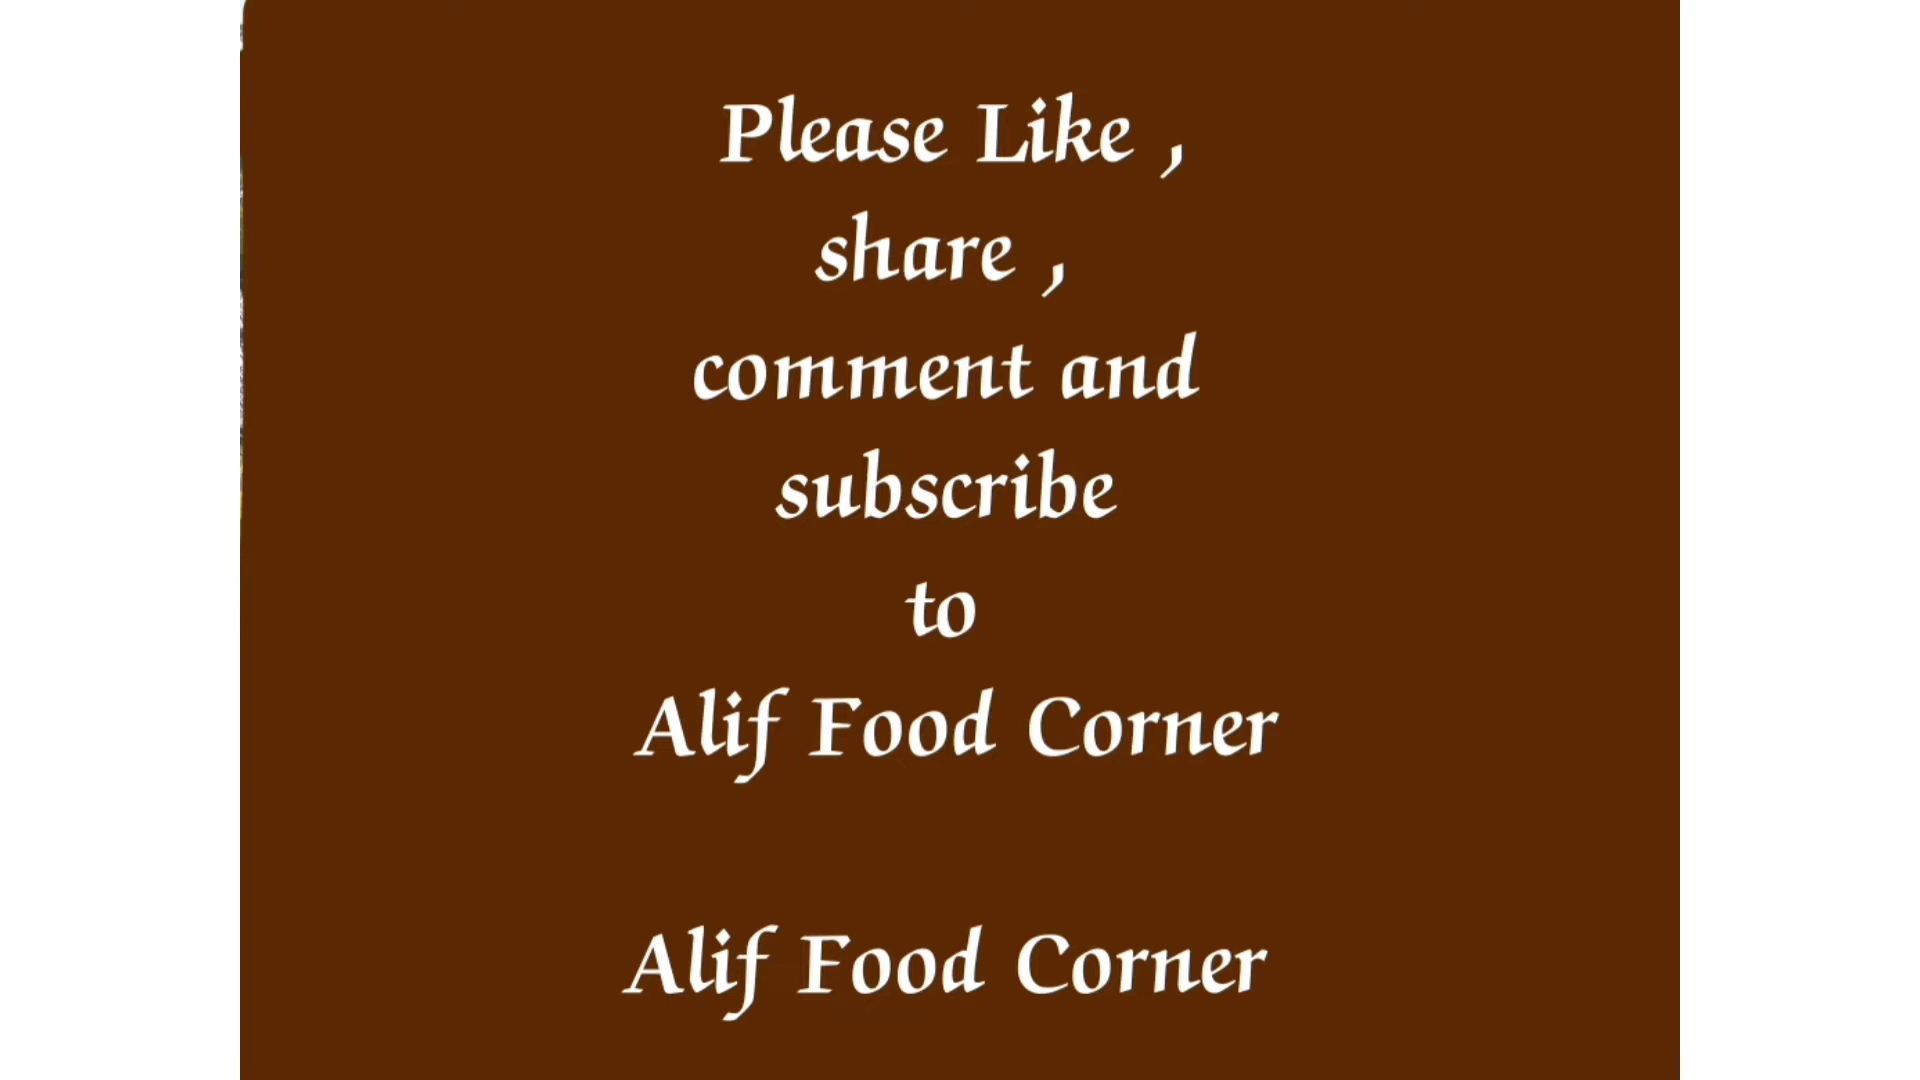 Please Like ,
share ,
comment and
subscribe
to
Alif Food Corner
Alif Food Corner